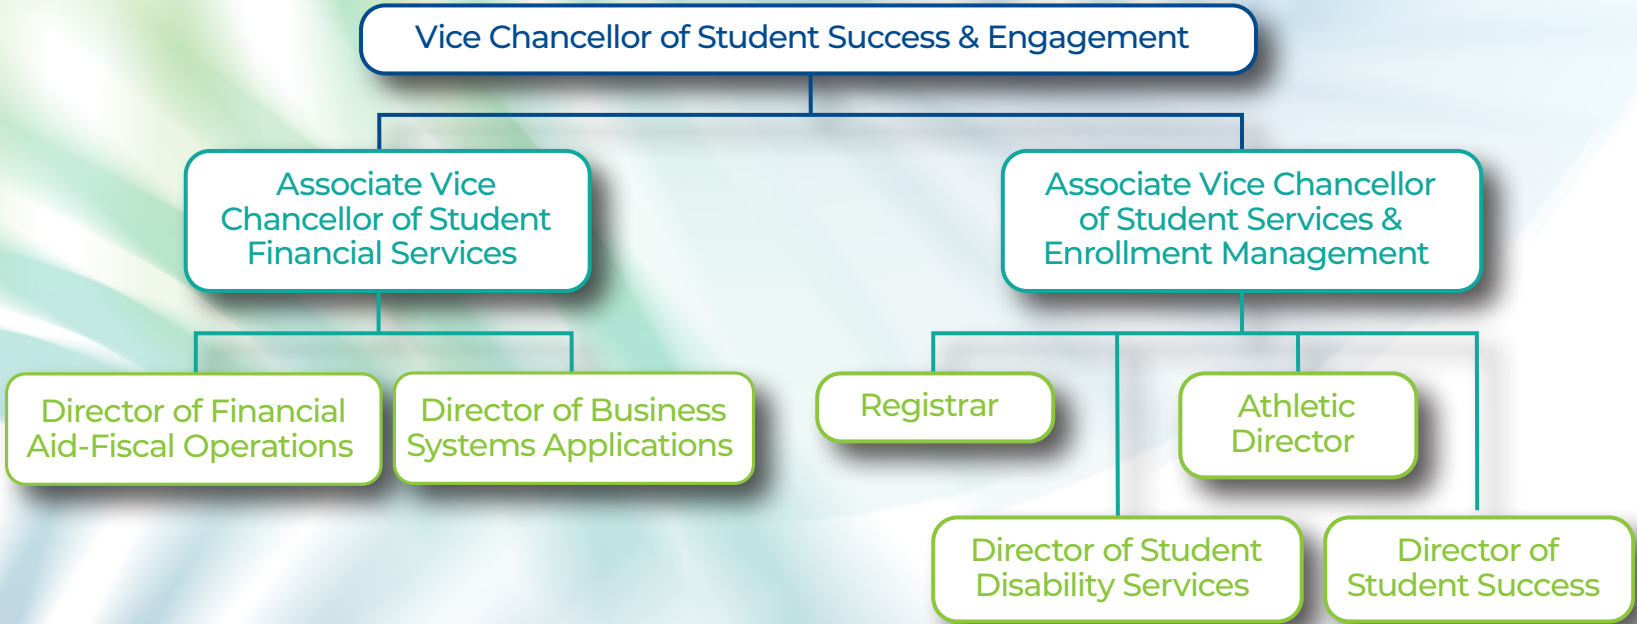 Vice Chancellor of Student Success & Engagement
Associate Vice
Chancellor of Student
Financial Services
Associate Vice Chancellor
of Student Services &
Enrollment Management
Director of Financial
Aid-Fiscal Operations
Director of Business
Systems Applications
Registrar
Athletic
Director
Director of Student
Disability Services
Director of
Student Success